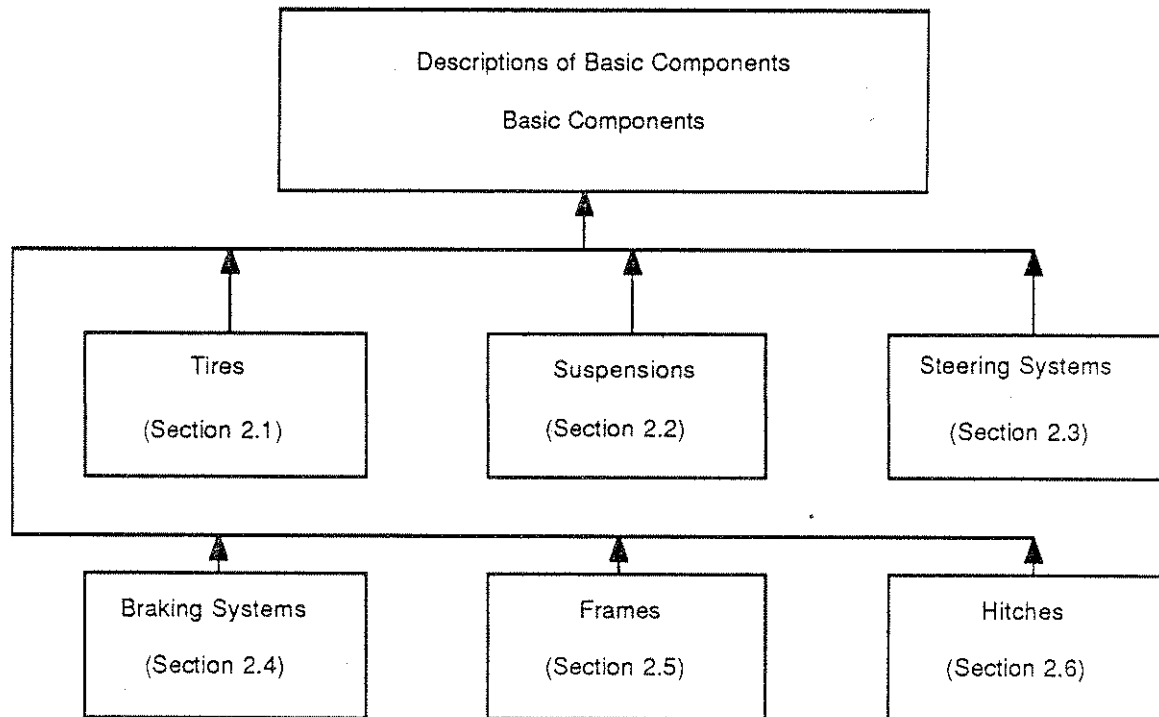 Descriptions of Basic Components
Basic Components
Tires
(Section 2.1)
Suspensions
(Section 2.2)
Steering Systems
(Section 2.3)
Braking Systems
(Section 2.4)
Frames
(Section 2.5)
Hitches
(Section 2.6)